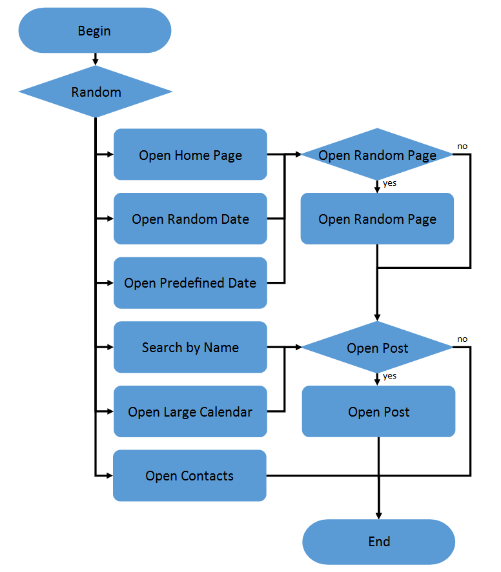 Begin
Random
Open Home Page
Open Random Page
no
yes
Open Random Date
Open Random Page
Open Predefined Date
Search by Name
Open Post
no
yes
Open Large Calendar
Open Post
Open Contacts
End